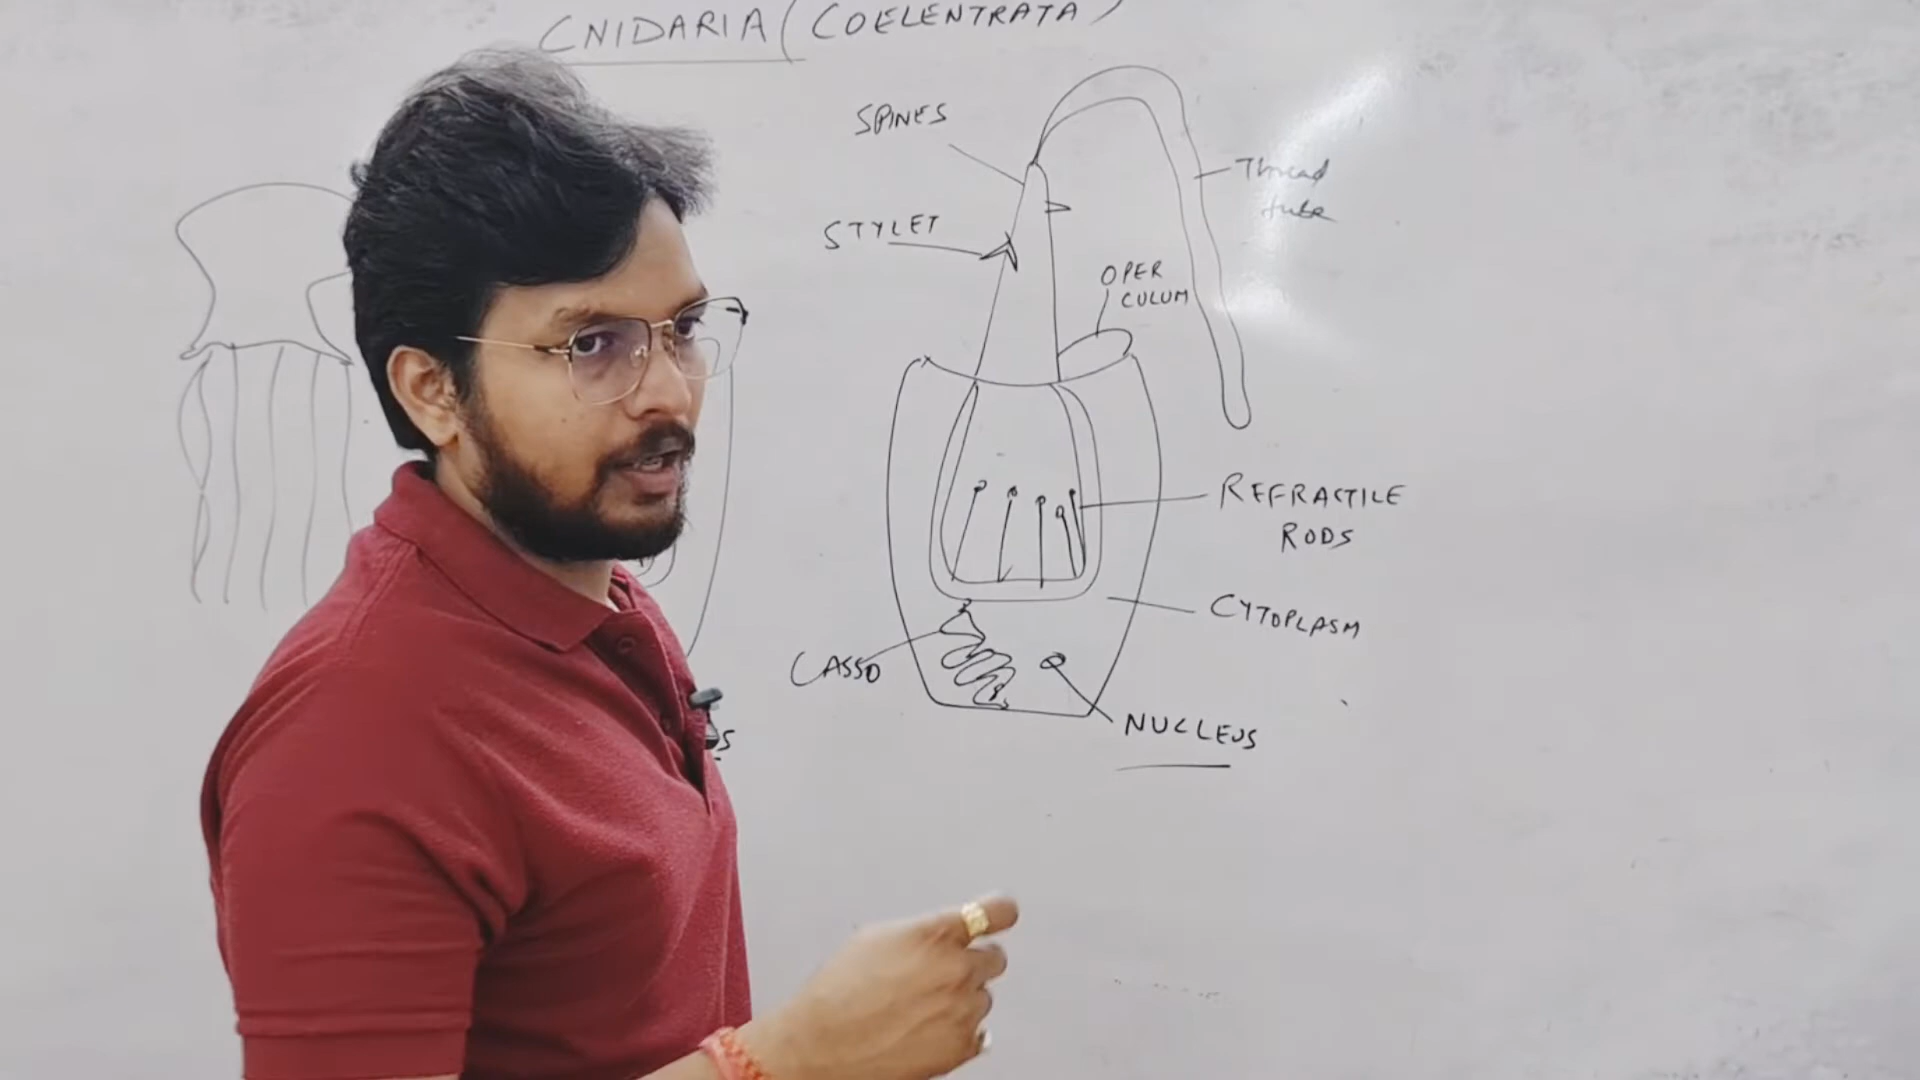 CNIDARIA (COELENTRATA)
SPINES
Thread
tube
STYLET
OPER
CULUM
REFRACTILE
RODS
CYTOPLASM
LASSO
NUCLEUS